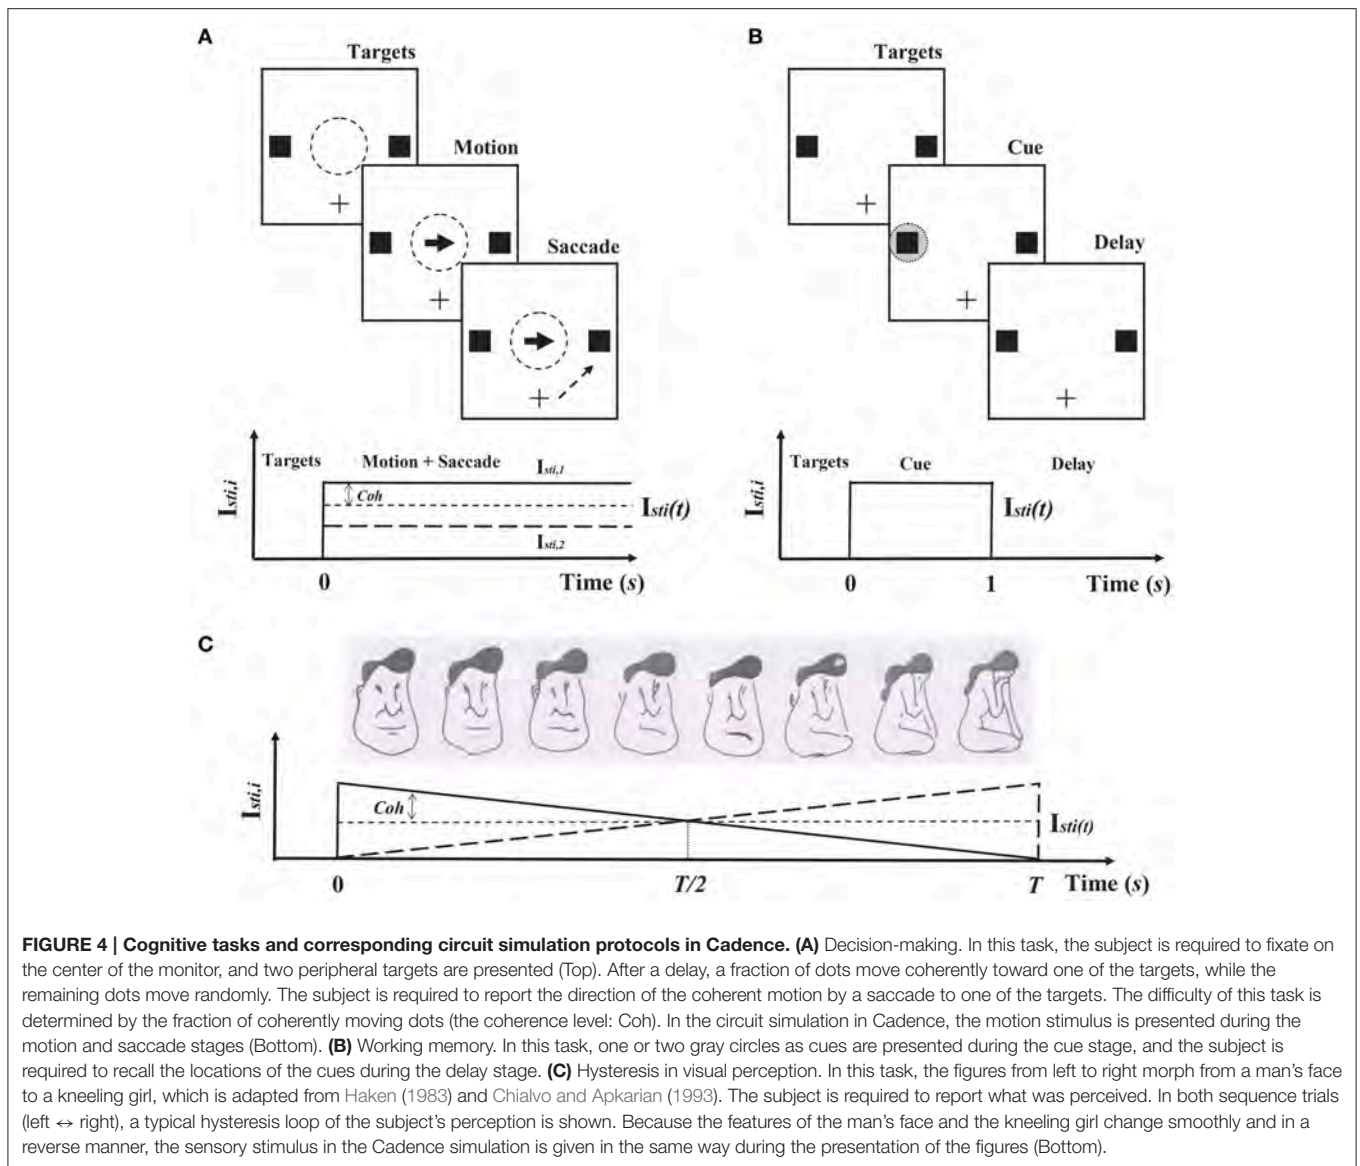 A
Targets
Motion
Saccade
Targets Motion + Saccade Isti,1
Coh
Isti,i
Isti(t)
Isti,2
0 Time (s)
B
Targets
Cue
Delay
Targets Cue Delay
Isti,i
Isti(t)
0 1 Time (s)
C
Isti,i
Coh
Isti(t)
0 T/2 T Time (s)
FIGURE 4 | Cognitive tasks and corresponding circuit simulation protocols in Cadence. (A) Decision-making. In this task, the subject is required to fixate on
the center of the monitor, and two peripheral targets are presented (Top). After a delay, a fraction of dots move coherently toward one of the targets, while the
remaining dots move randomly. The subject is required to report the direction of the coherent motion by a saccade to one of the targets. The difficulty of this task is
determined by the fraction of coherently moving dots (the coherence level: Coh). In the circuit simulation in Cadence, the motion stimulus is presented during the
motion and saccade stages (Bottom). (B) Working memory. In this task, one or two gray circles as cues are presented during the cue stage, and the subject is
required to recall the locations of the cues during the delay stage. (C) Hysteresis in visual perception. In this task, the figures from left to right morph from a man's face
to a kneeling girl, which is adapted from Haken (1983) and Chialvo and Apkarian (1993). The subject is required to report what was perceived. In both sequence trials
(left ↔ right), a typical hysteresis loop of the subject's perception is shown. Because the features of the man's face and the kneeling girl change smoothly and in a
reverse manner, the sensory stimulus in the Cadence simulation is given in the same way during the presentation of the figures (Bottom).